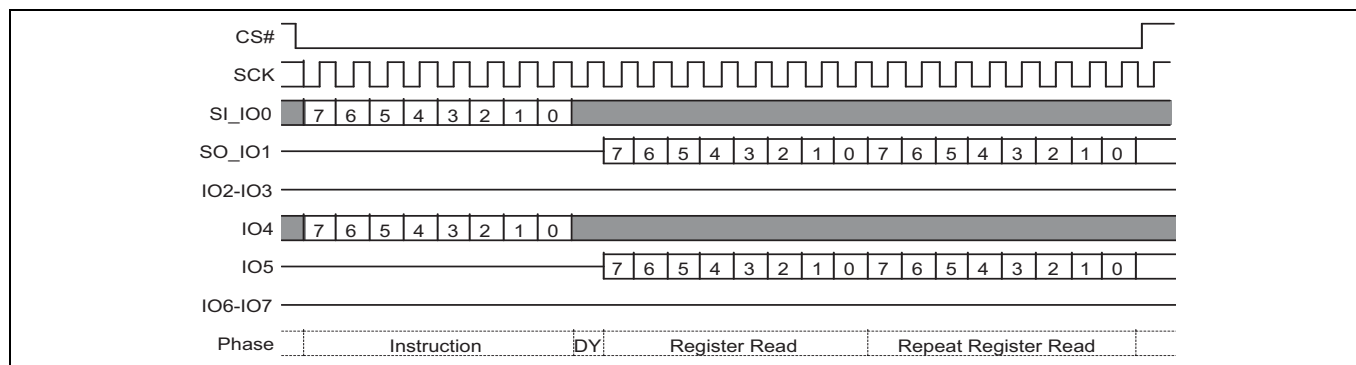 CS#
SCK
SI_IO0 7 6 5 4 3 2 1 0
SO_IO1 7 6 5 4 3 2 1 0 7 6 5 4 3 2 1 0
IO2-IO3
IO4 7 6 5 4 3 2 1 0
IO5 7 6 5 4 3 2 1 0 7 6 5 4 3 2 1 0
IO6-IO7
Phase Instruction DY Register Read Repeat Register Read